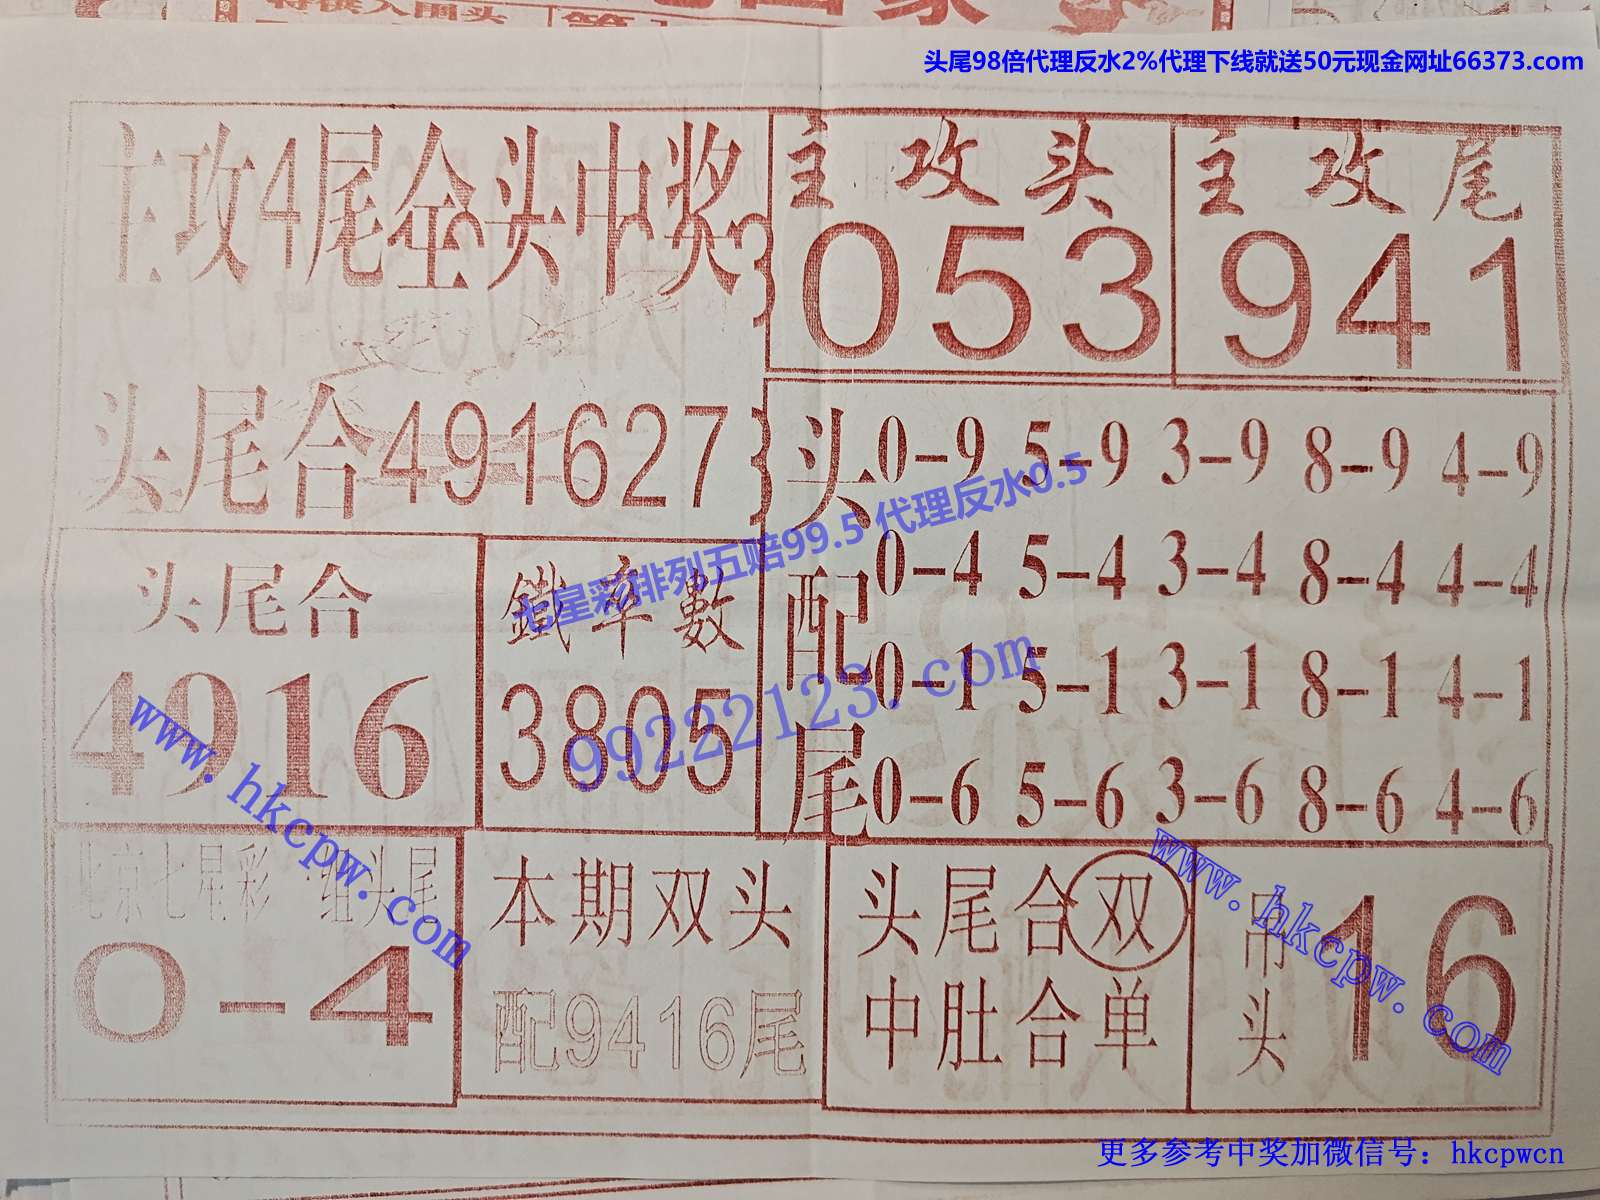 头尾98倍代理反水2%代理下线就送50元现金网址66373.com
主攻4尾全头中奖
主攻头
053
主攻尾
941
头尾合491627
头配尾
0-9 5-9 3-9 8-9 4-9
0-4 5-4 3-4 8-4 4-4
0-1 5-1 3-1 8-1 4-1
0-6 5-6 3-6 8-6 4-6
七星彩排列五赔99.5 代理反水0.5
99222123.com
头尾合
4916
鐵率數
3805
www.hkcpw.com
北京七星彩一组头尾
0-4
本期双头
配9416尾
头尾合双
中肚合单
吊头
16
www.hkcpw.com
更多参考中奖加微信号：hkcpwcn